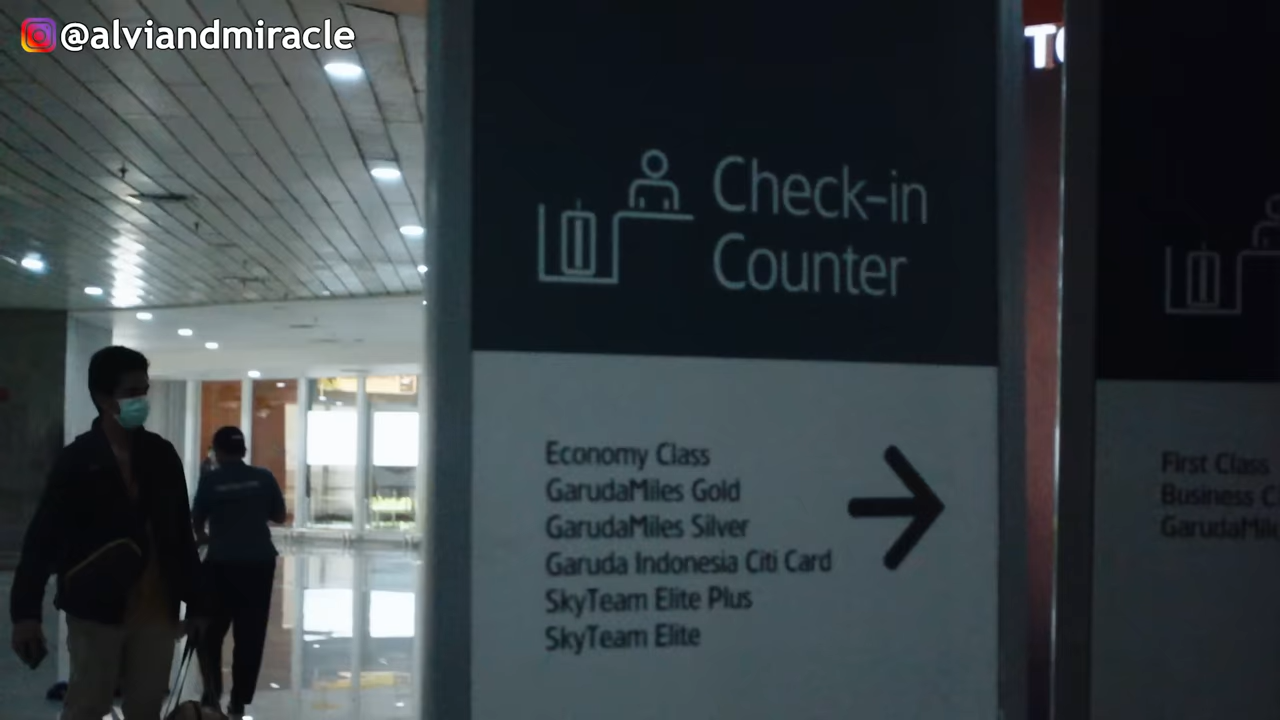 @alviandmiracle
Check-in
Counter
Economy Class
GarudaMiles Gold
GarudaMiles Silver
Garuda Indonesia Citi Card
SkyTeam Elite Plus
SkyTeam Elite
First Class
Business